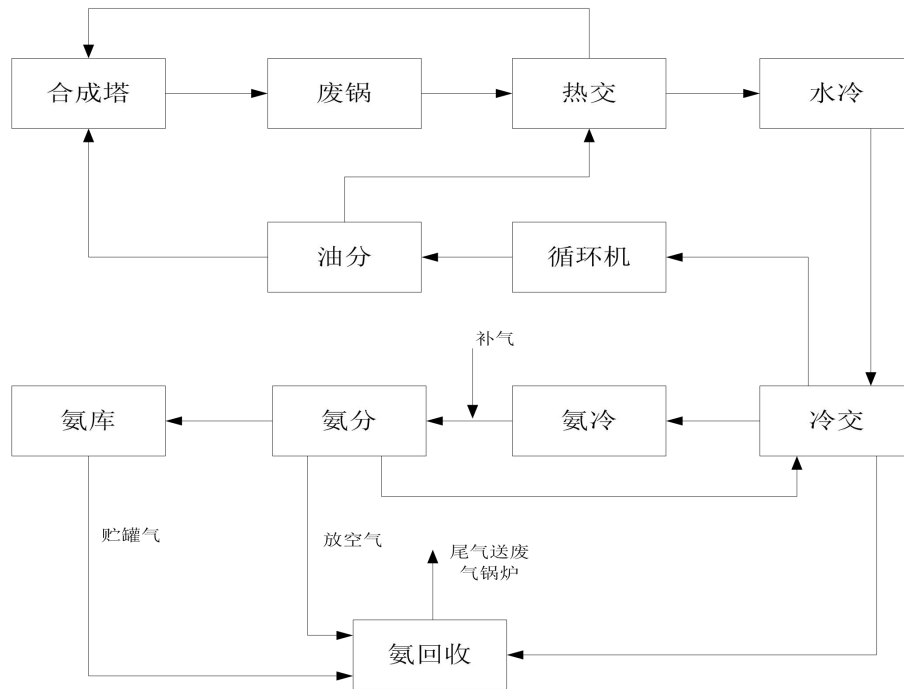 合成塔
废锅
热交
水冷
油分
循环机
补气
氨库
氨分
氨冷
冷交
贮罐气
放空气
尾气送废
气锅炉
氨回收